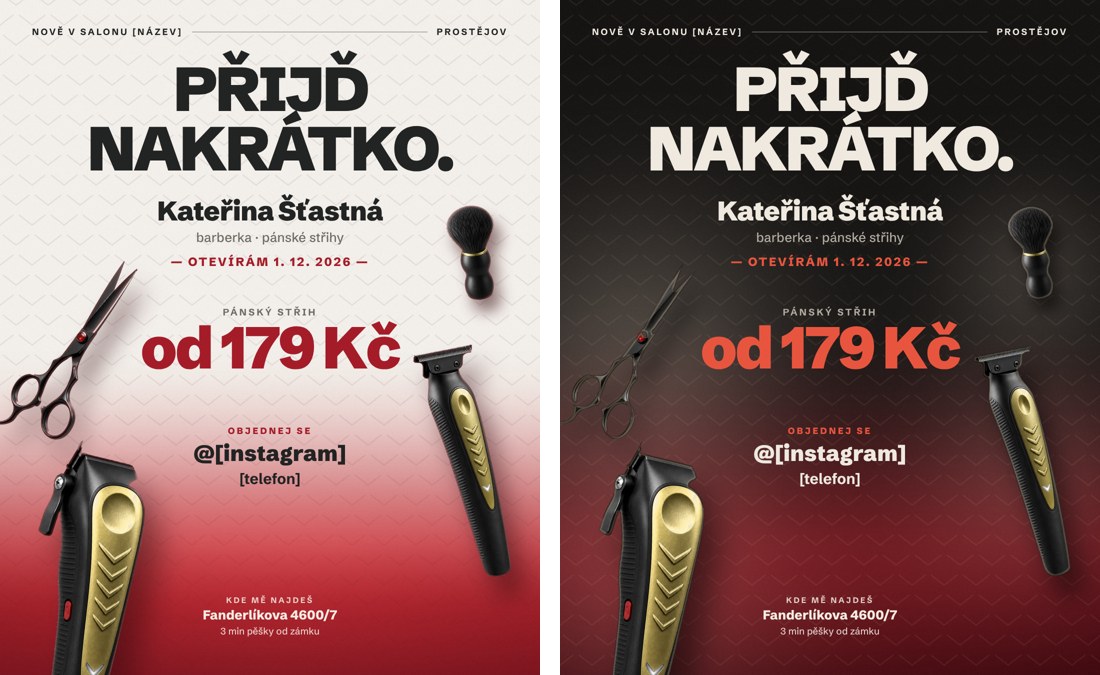 NOVĚ V SALONU [NÁZEV]
PROSTĚJOV
PŘIJĎ
NAKRÁTKO.
Kateřina Šťastná
barberka · pánské střihy
— OTEVÍRÁM 1. 12. 2026 —
PÁNSKÝ STŘIH
od 179 Kč
OBJEDNEJ SE
@[instagram]
[telefon]
KDE MĚ NAJDEŠ
Fanderlíkova 4600/7
3 min pěšky od zámku
NOVĚ V SALONU [NÁZEV]
PROSTĚJOV
PŘIJĎ
NAKRÁTKO.
Kateřina Šťastná
barberka · pánské střihy
— OTEVÍRÁM 1. 12. 2026 —
PÁNSKÝ STŘIH
od 179 Kč
OBJEDNEJ SE
@[instagram]
[telefon]
KDE MĚ NAJDEŠ
Fanderlíkova 4600/7
3 min pěšky od zámku